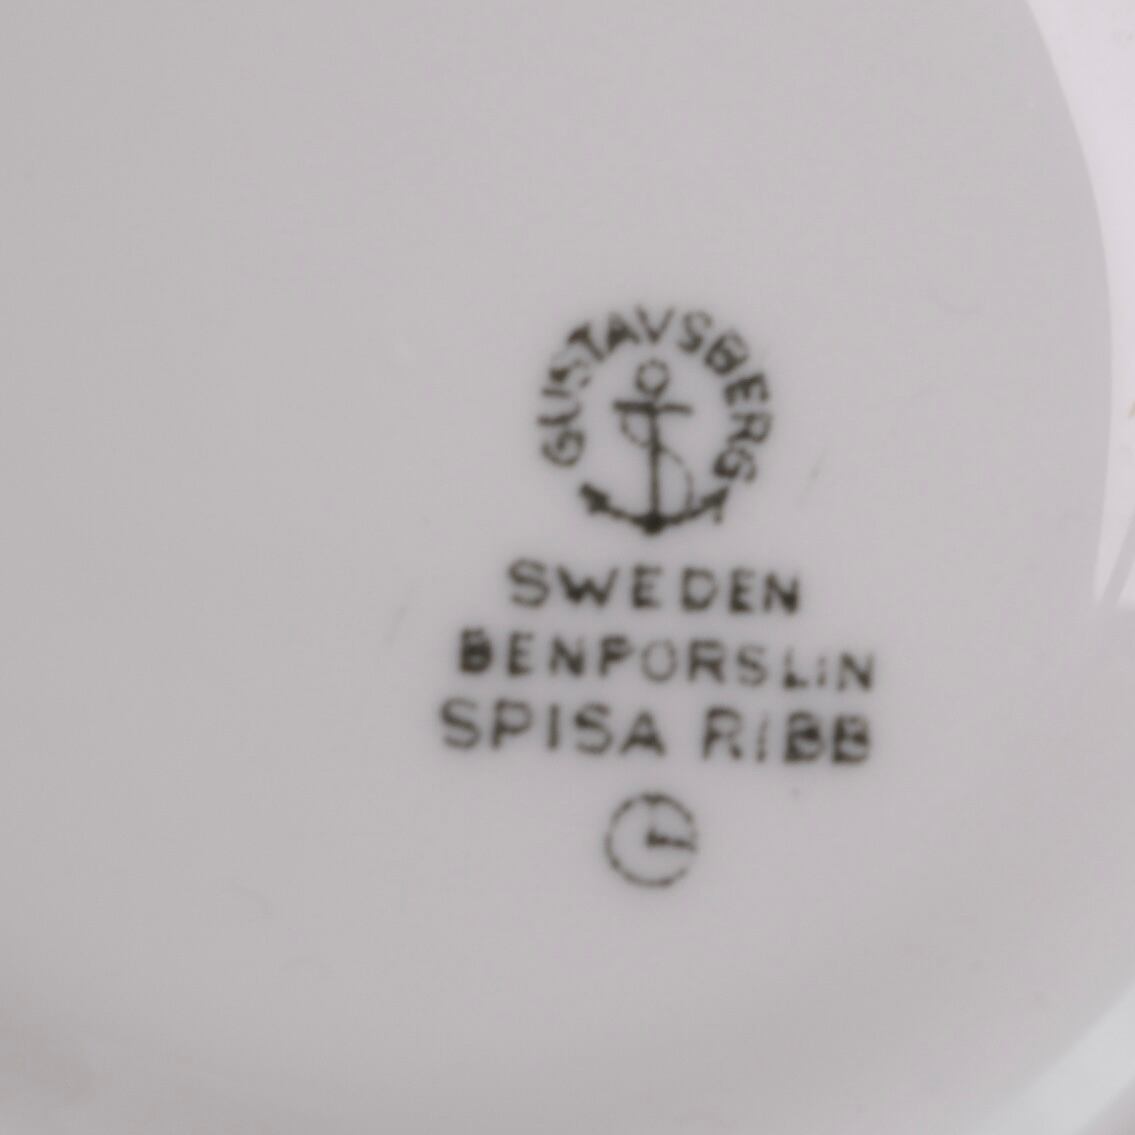 GUSTAVSBERG
SWEDEN
BENPORSLIN
SPISA RIBB